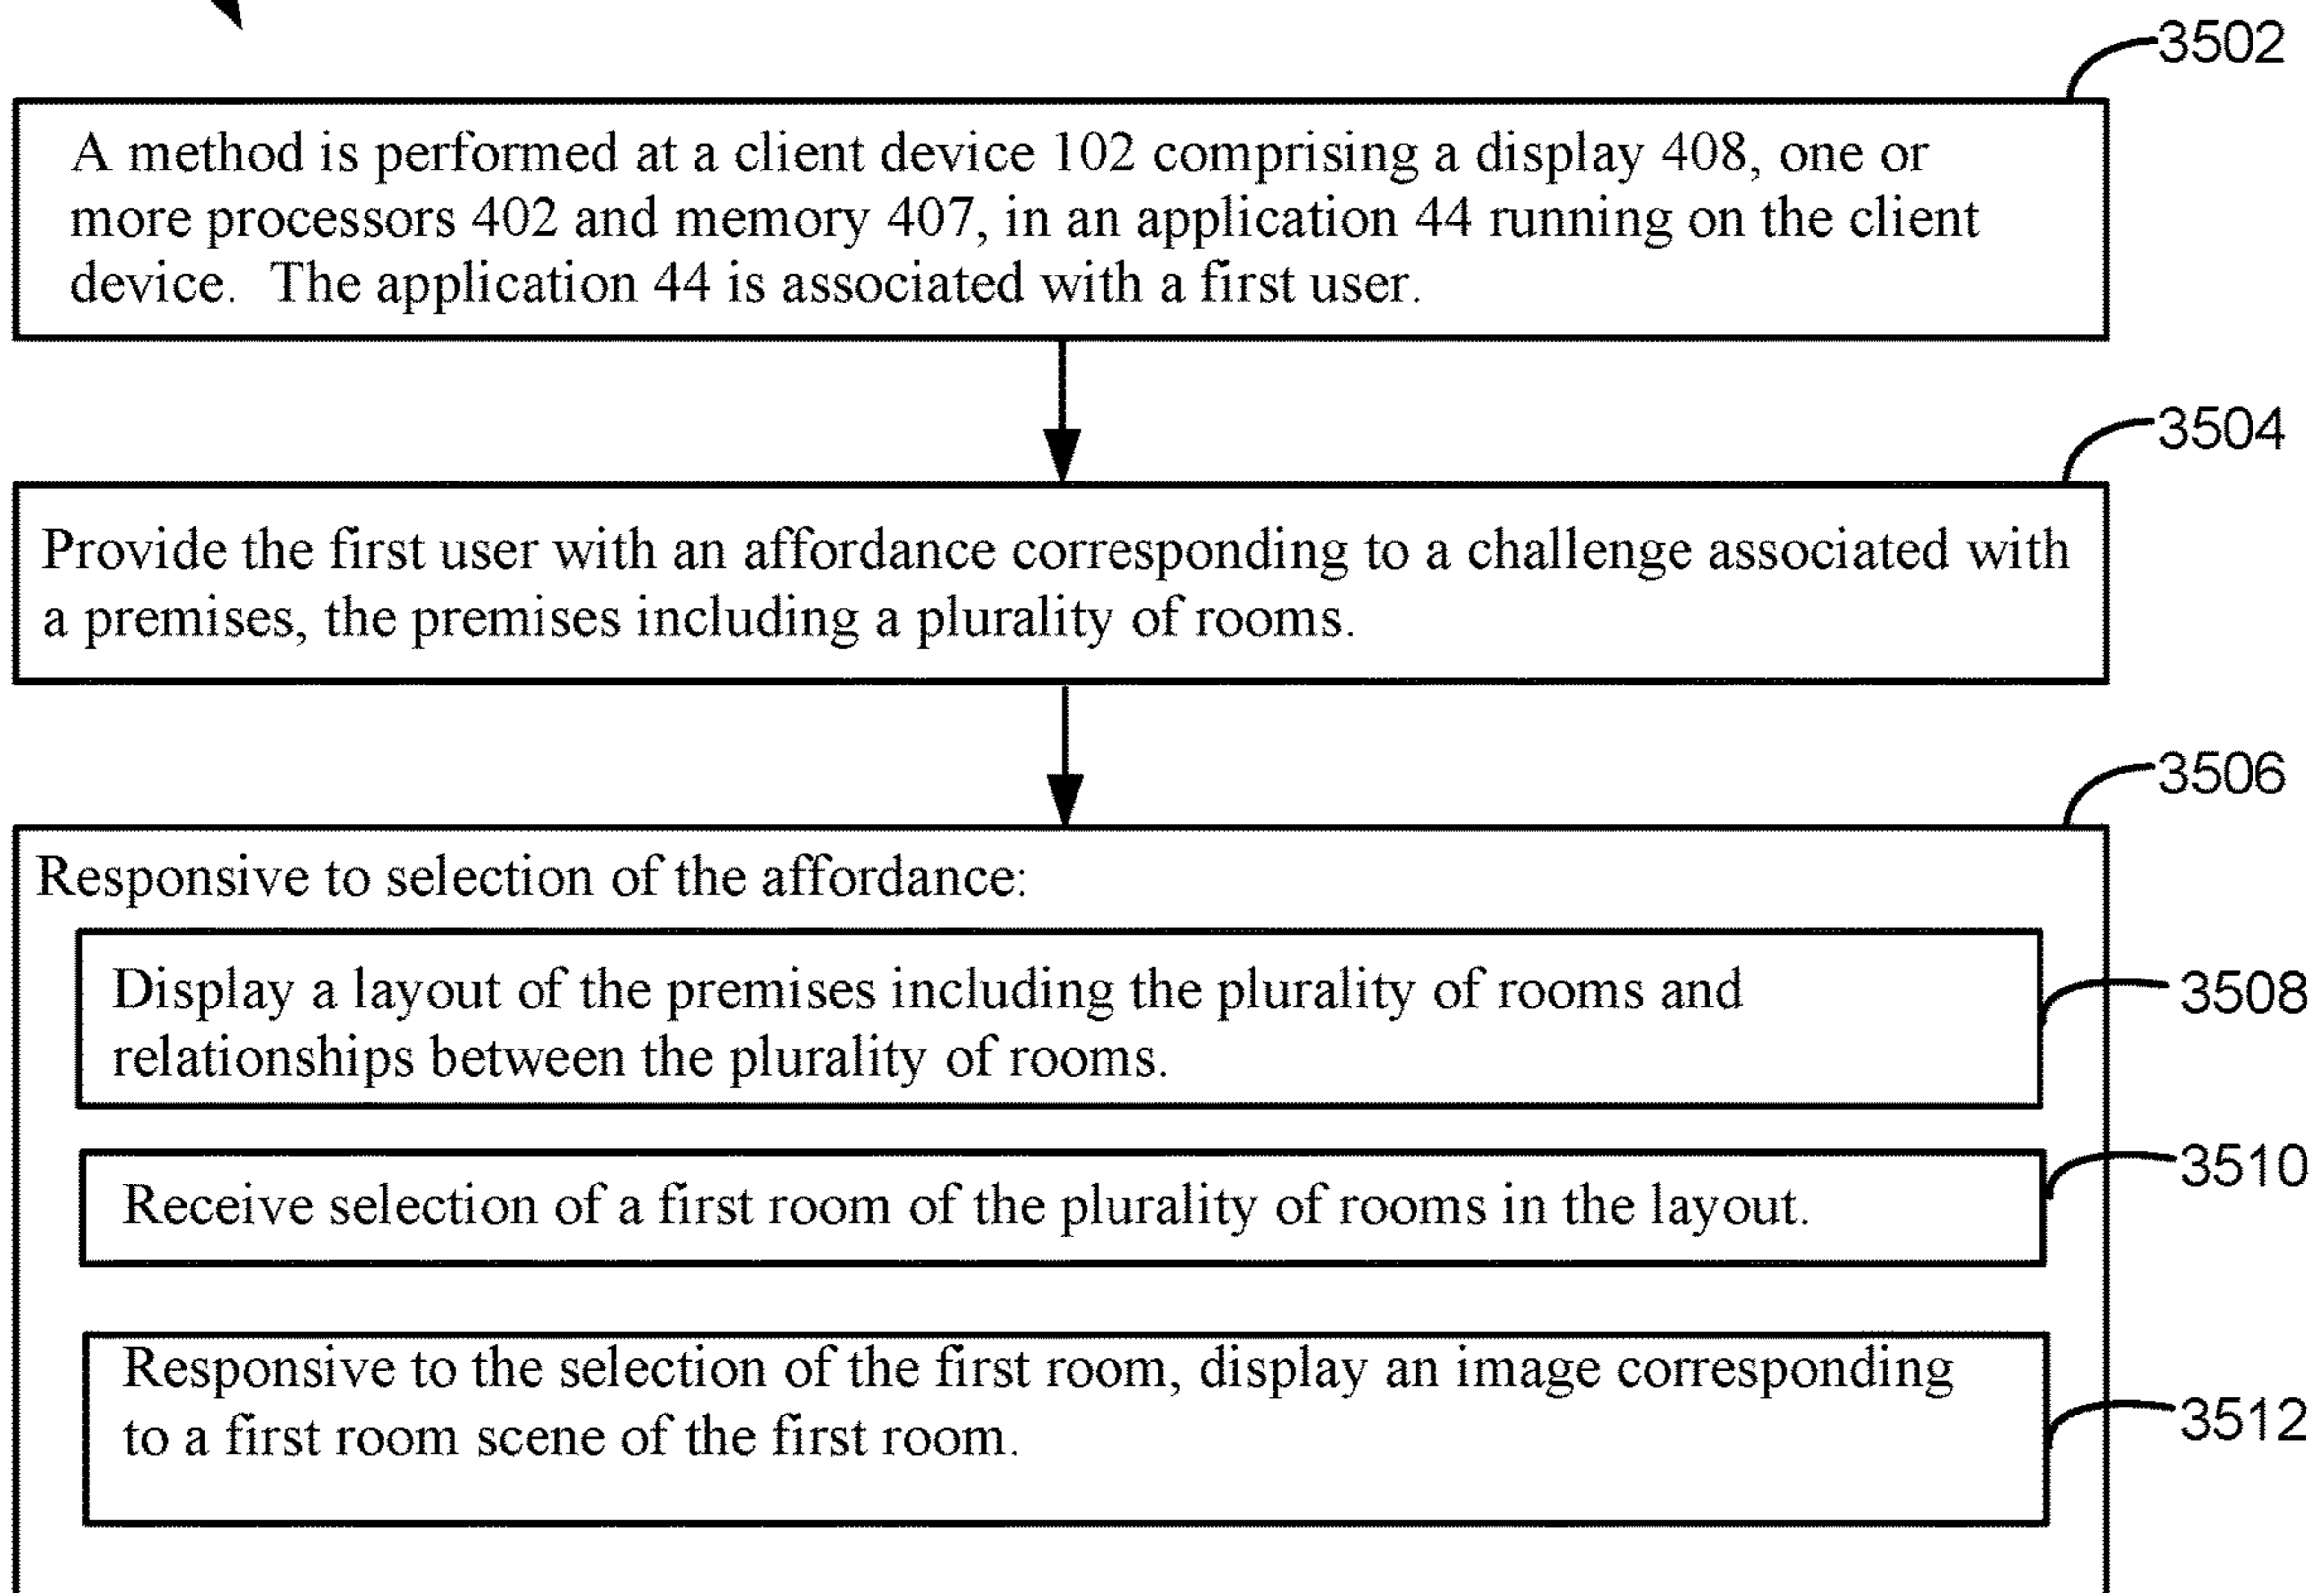 3502
A method is performed at a client device 102 comprising a display 408, one or
more processors 402 and memory 407, in an application 44 running on the client
device.  The application 44 is associated with a first user.
3504
Provide the first user with an affordance corresponding to a challenge associated with
a premises, the premises including a plurality of rooms.
3506
Responsive to selection of the affordance:
Display a layout of the premises including the plurality of rooms and
relationships between the plurality of rooms.
3508
Receive selection of a first room of the plurality of rooms in the layout.
3510
Responsive to the selection of the first room, display an image corresponding
to a first room scene of the first room.
3512